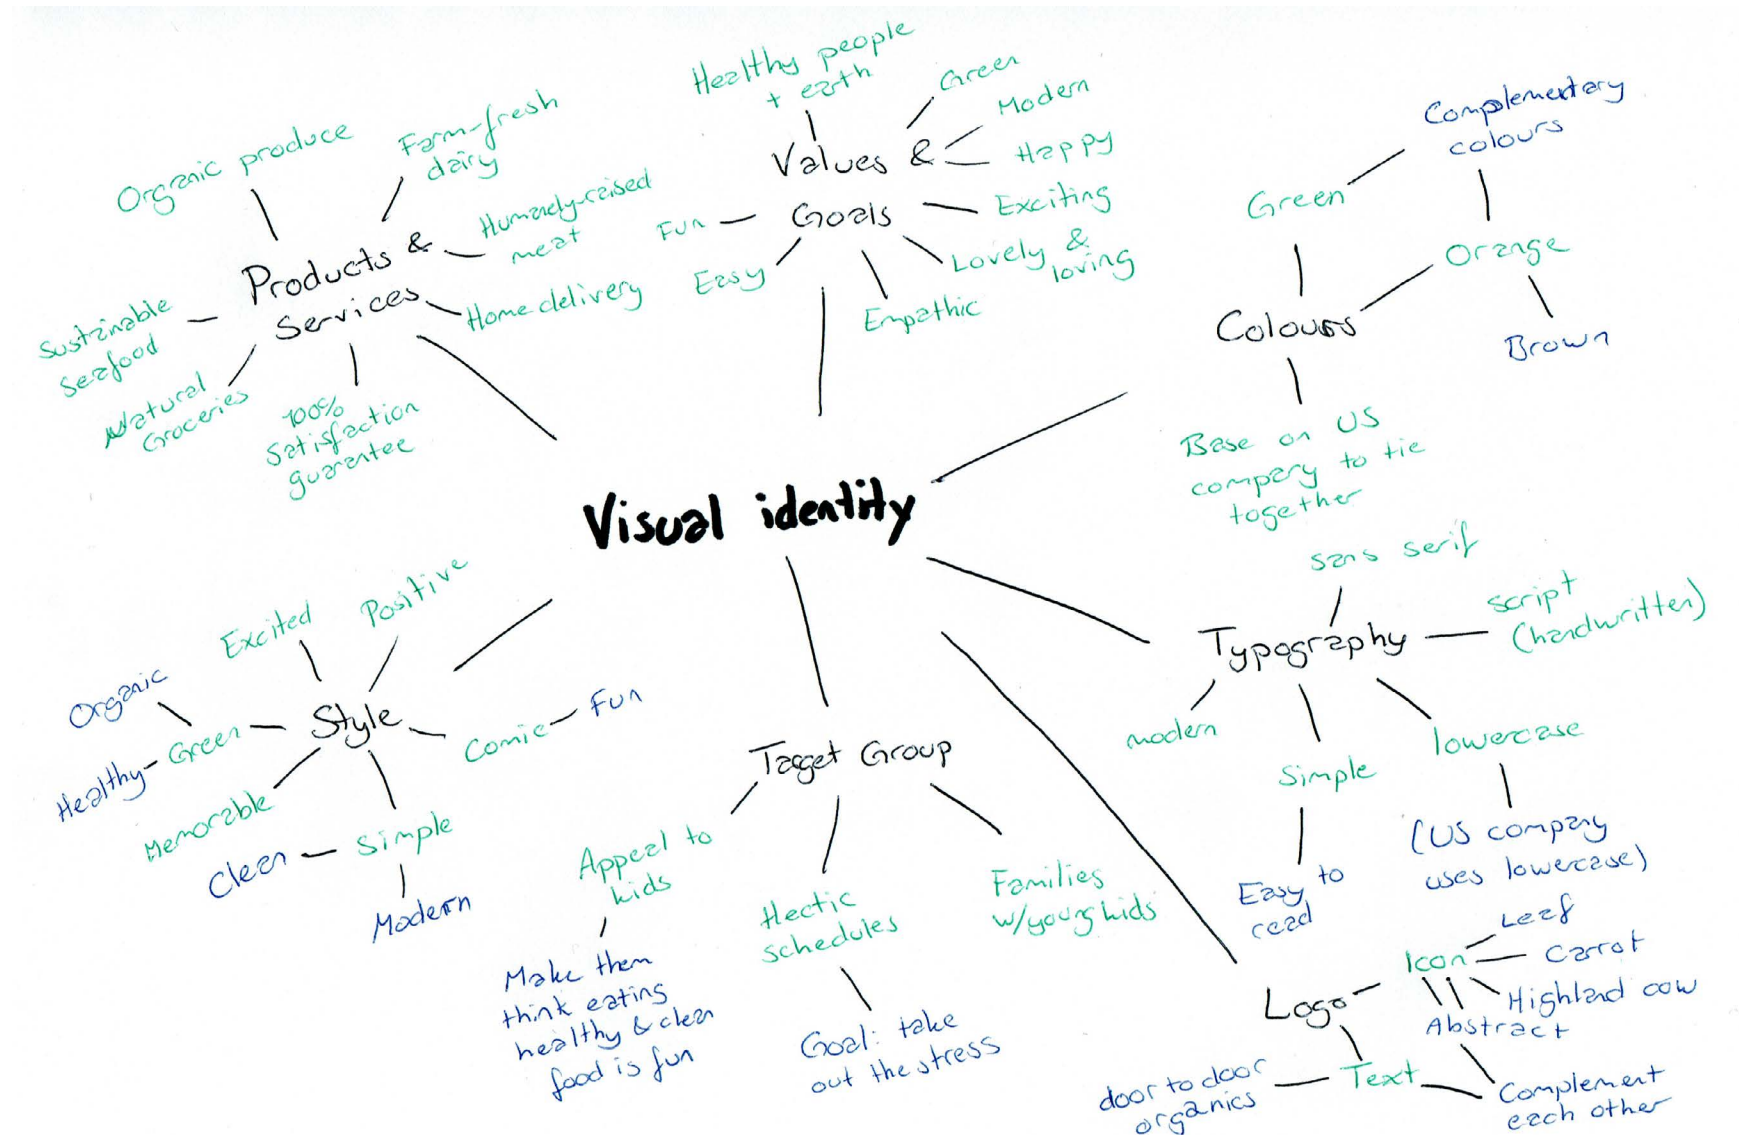 Visual identity
Products &
Services
Organic produce
Farm-fresh
dairy
Humanely-raised
meat
Home delivery
100%
Satisfaction
guarantee
Natural
Groceries
Sustainable
Seafood
Values &
Goals
Healthy people
+ earth
Green
Modern
Happy
Exciting
Lovely &
loving
Empathic
Easy
Fun
Colours
Green
Complementary
colours
Orange
Brown
Base on US
company to tie
together
Typography
sans serif
script
(handwritten)
lowercase
(US company
uses lowercase)
Simple
Easy to
read
modern
Logo
Icon
Leaf
Carrot
Highland cow
Abstract
Text
Complement
each other
door to door
organics
Target Group
Appeal to
kids
Make them
think eating
healthy & clean
food is fun
Hectic
schedules
Goal: take
out the stress
Families
w/young kids
Style
Excited
Positive
Comic
Fun
Simple
Clean
Modern
Memorable
Green
Organic
Healthy